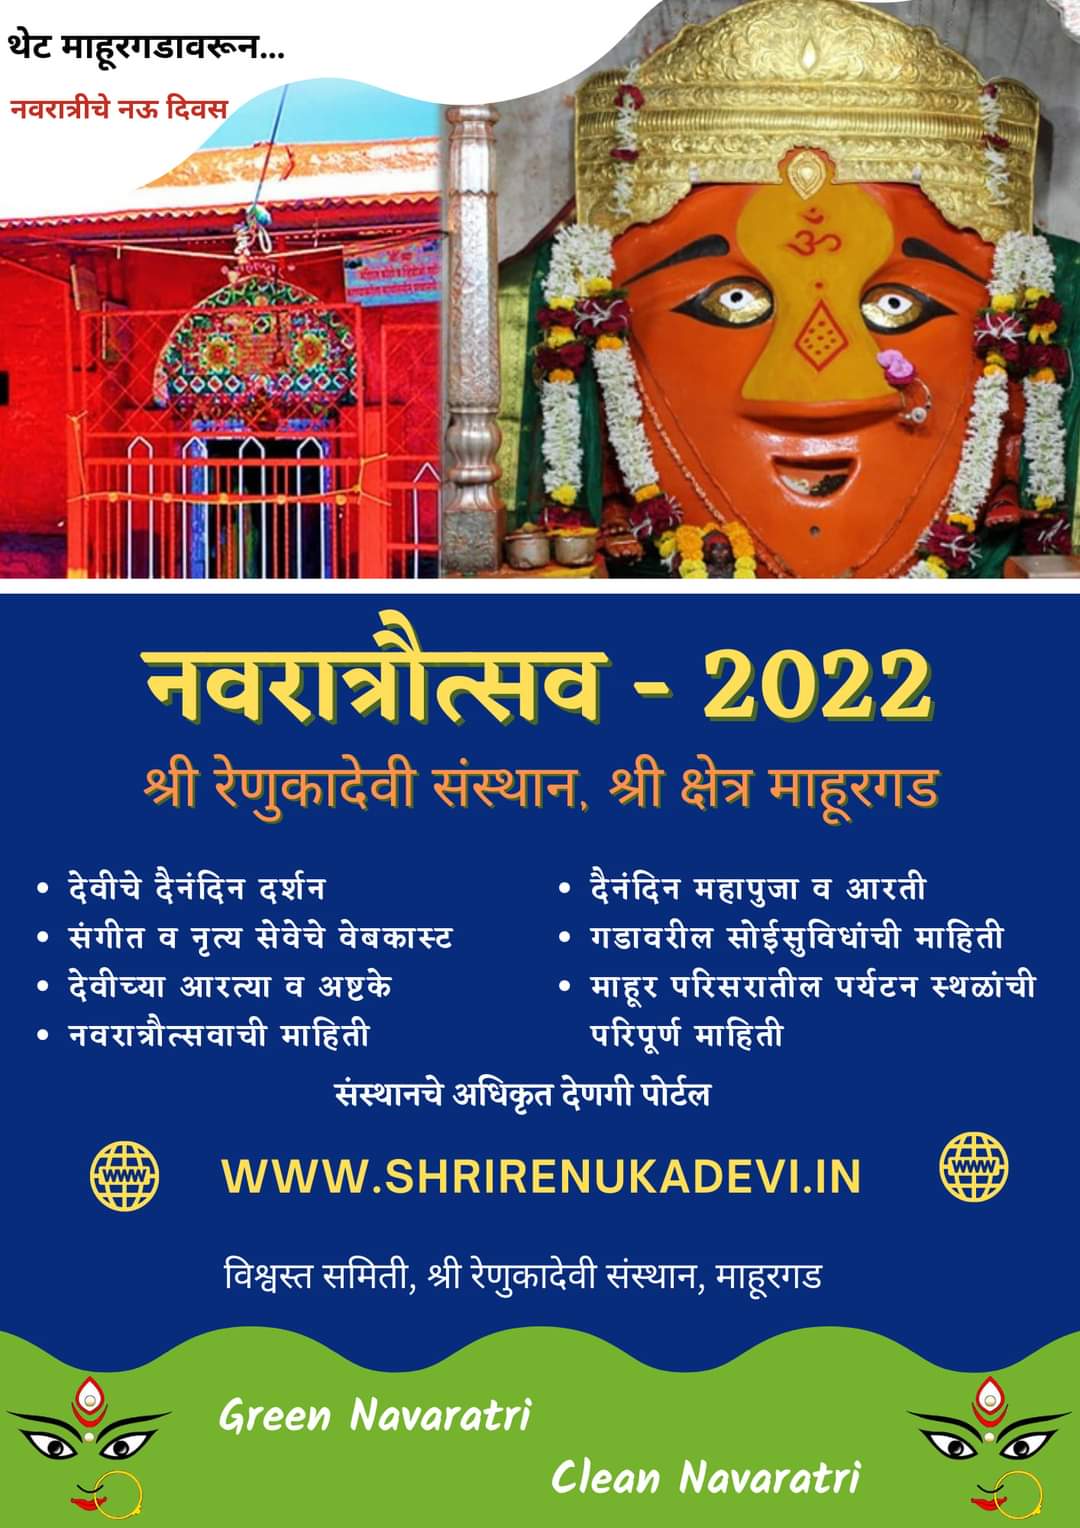 थेट माहूरगडावरून...
नवरात्रीचे नऊ दिवस
नवरात्रौत्सव - 2022
श्री रेणुकादेवी संस्थान, श्री क्षेत्र माहूरगड
• देवीचे दैनंदिन दर्शन
• संगीत व नृत्य सेवेचे वेबकास्ट
• देवीच्या आरत्या व अष्टके
• नवरात्रौत्सवाची माहिती
• दैनंदिन महापुजा व आरती
• गडावरील सोईसुविधांची माहिती
• माहूर परिसरातील पर्यटन स्थळांची
परिपूर्ण माहिती
संस्थानचे अधिकृत देणगी पोर्टल
WWW
WWW.SHRIRENUKADEVI.IN
WWW
विश्वस्त समिती, श्री रेणुकादेवी संस्थान, माहूरगड
Green Navaratri
Clean Navaratri
ॐ